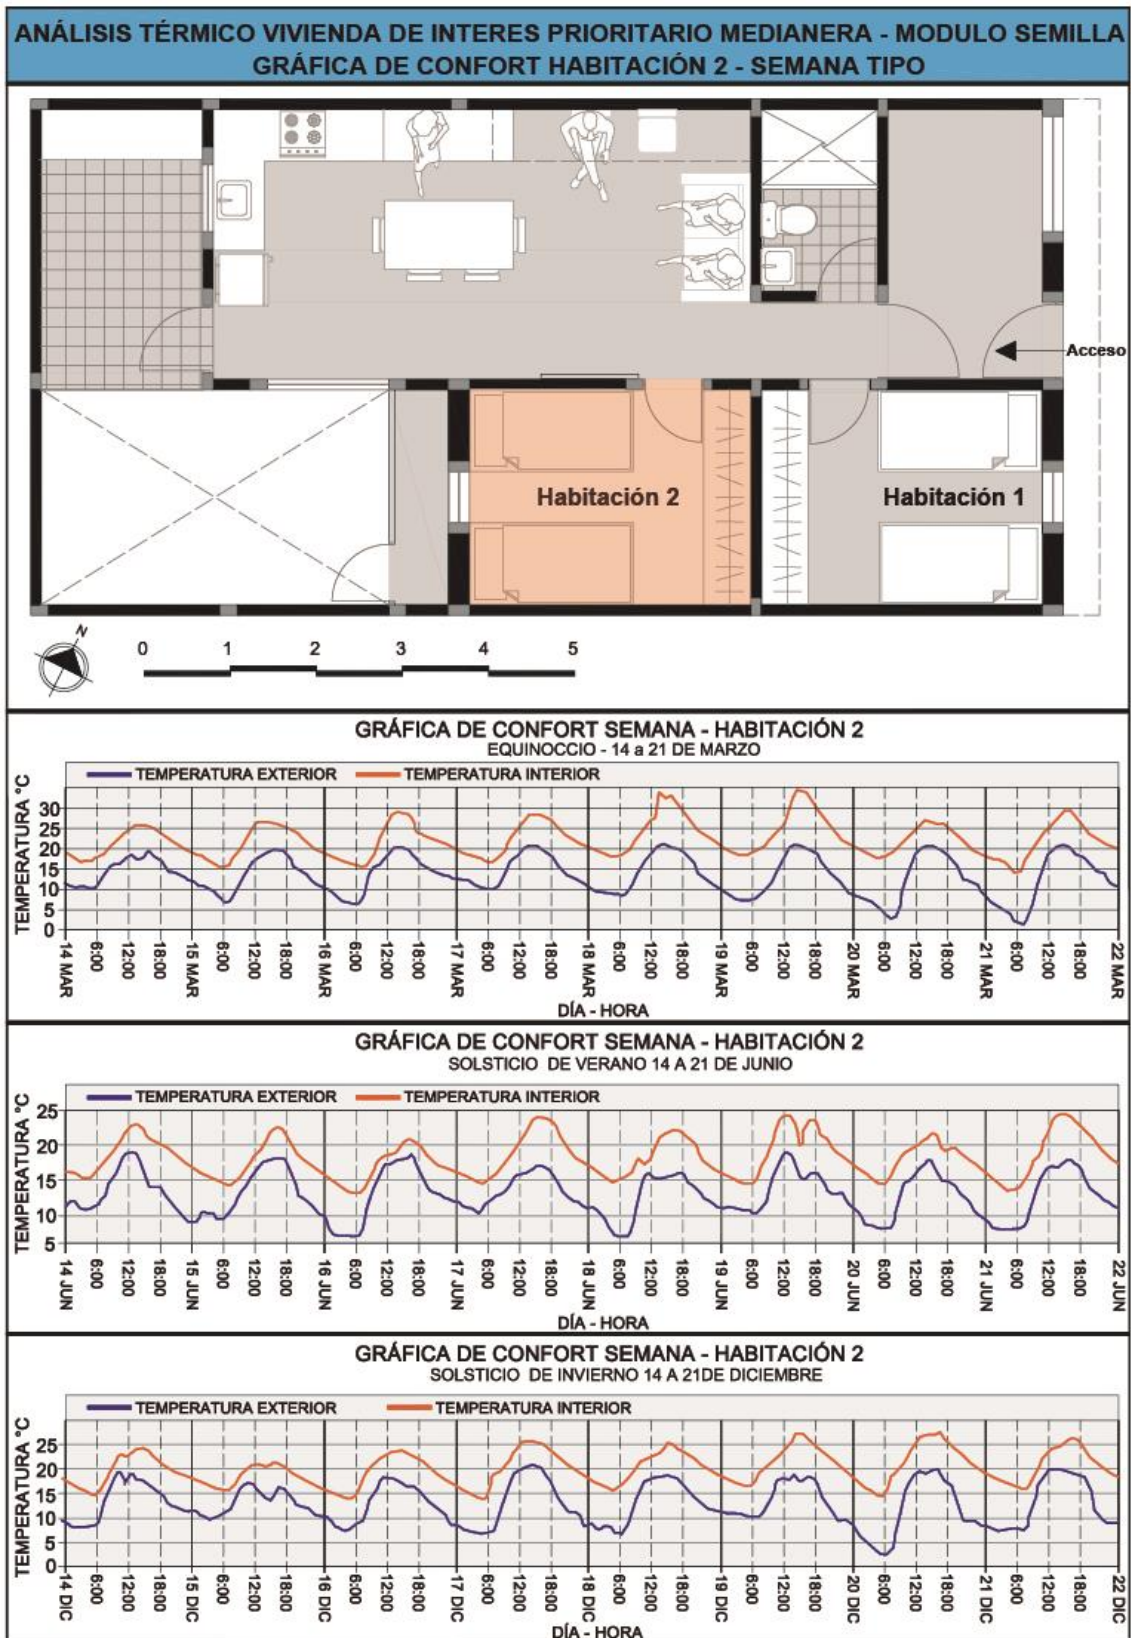 ANÁLISIS TÉRMICO VIVIENDA DE INTERES PRIORITARIO MEDIANERA - MODULO SEMILLA
GRÁFICA DE CONFORT HABITACIÓN 2 - SEMANA TIPO
Acceso
Habitación 2
Habitación 1
N
0 1 2 3 4 5
GRÁFICA DE CONFORT SEMANA - HABITACIÓN 2
EQUINOCCIO - 14 a 21 DE MARZO
TEMPERATURA EXTERIOR TEMPERATURA INTERIOR
TEMPERATURA °C
30
25
20
15
10
5
0
14 MAR 6:00 12:00 18:00 15 MAR 6:00 12:00 18:00 16 MAR 6:00 12:00 18:00 17 MAR 6:00 12:00 18:00 18 MAR 6:00 12:00 18:00 19 MAR 6:00 12:00 18:00 20 MAR 6:00 12:00 18:00 21 MAR 6:00 12:00 18:00 22 MAR
DÍA - HORA
GRÁFICA DE CONFORT SEMANA - HABITACIÓN 2
SOLSTICIO DE VERANO 14 A 21 DE JUNIO
TEMPERATURA EXTERIOR TEMPERATURA INTERIOR
TEMPERATURA °C
25
20
15
10
5
14 JUN 6:00 12:00 18:00 15 JUN 6:00 12:00 18:00 16 JUN 6:00 12:00 18:00 17 JUN 6:00 12:00 18:00 18 JUN 6:00 12:00 18:00 19 JUN 6:00 12:00 18:00 20 JUN 6:00 12:00 18:00 21 JUN 6:00 12:00 18:00 22 JUN
DÍA - HORA
GRÁFICA DE CONFORT SEMANA - HABITACIÓN 2
SOLSTICIO DE INVIERNO 14 A 21DE DICIEMBRE
TEMPERATURA EXTERIOR TEMPERATURA INTERIOR
TEMPERATURA °C
25
20
15
10
5
0
14 DIC 6:00 12:00 18:00 15 DIC 6:00 12:00 18:00 16 DIC 6:00 12:00 18:00 17 DIC 6:00 12:00 18:00 18 DIC 6:00 12:00 18:00 19 DIC 6:00 12:00 18:00 20 DIC 6:00 12:00 18:00 21 DIC 6:00 12:00 18:00 22 DIC
DÍA - HORA